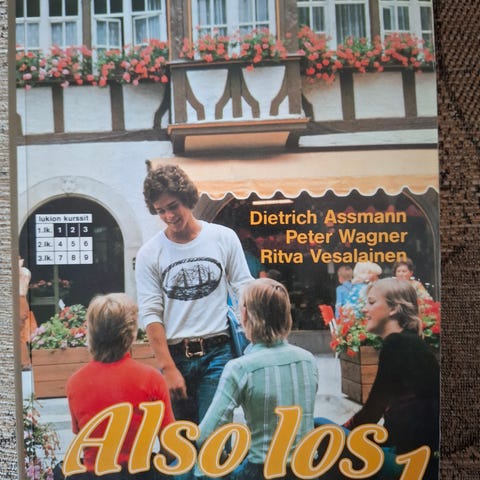 lukion kurssit
1.lk. 1 2 3
2.lk. 4 5 6
3.lk. 7 8 9
Dietrich Assmann
Peter Wagner
Ritva Vesalainen
Also los 1